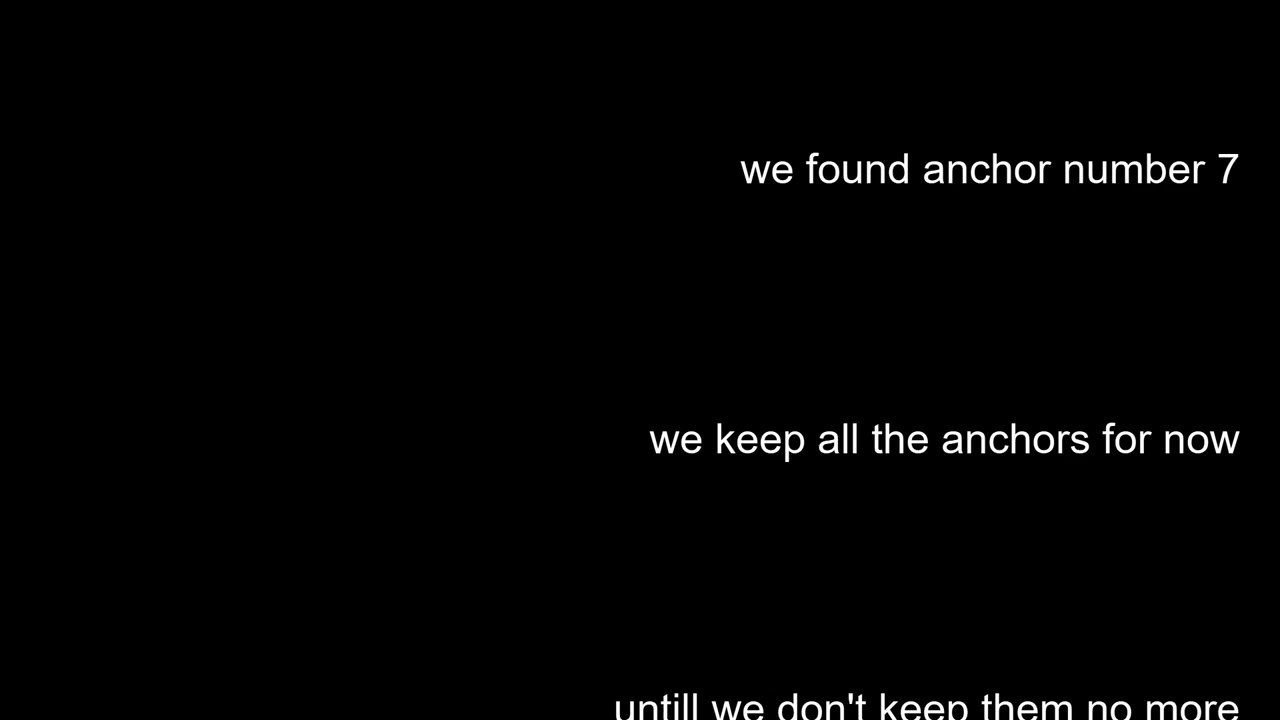 we found anchor number 7
we keep all the anchors for now
untill we don't keep them no more